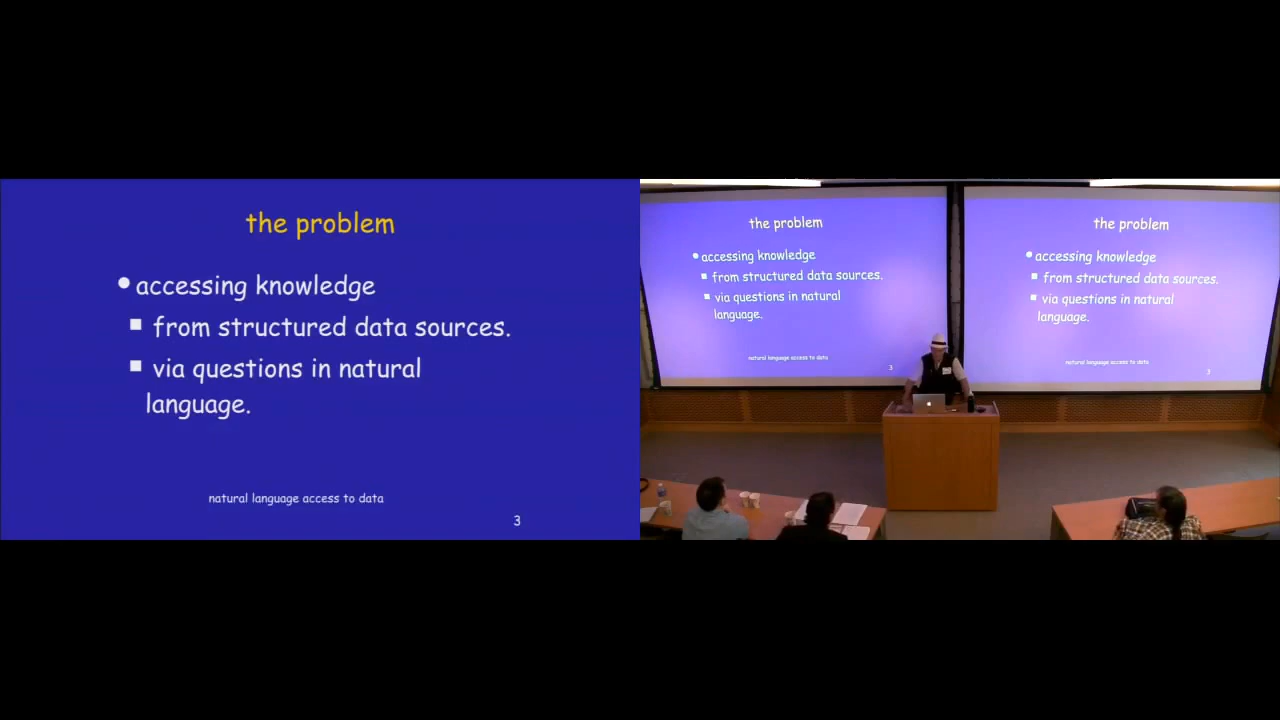 the problem
accessing knowledge
from structured data sources.
via questions in natural
language.
natural language access to data
3
the problem
accessing knowledge
from structured data sources.
via questions in natural
language.
natural language access to data
3
the problem
accessing knowledge
from structured data sources.
via questions in natural
language.
natural language access to data
3